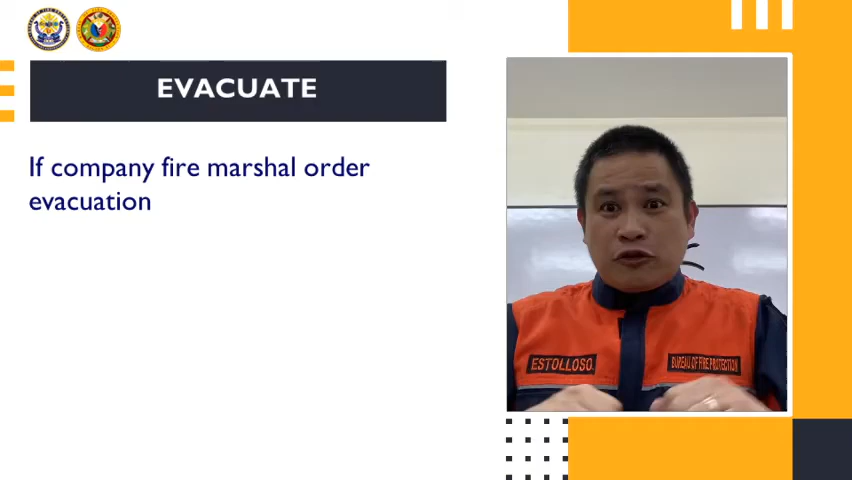 EVACUATE
If company fire marshal order
evacuation
ESTOLLOSO
BUREAU OF FIRE PROTECTION